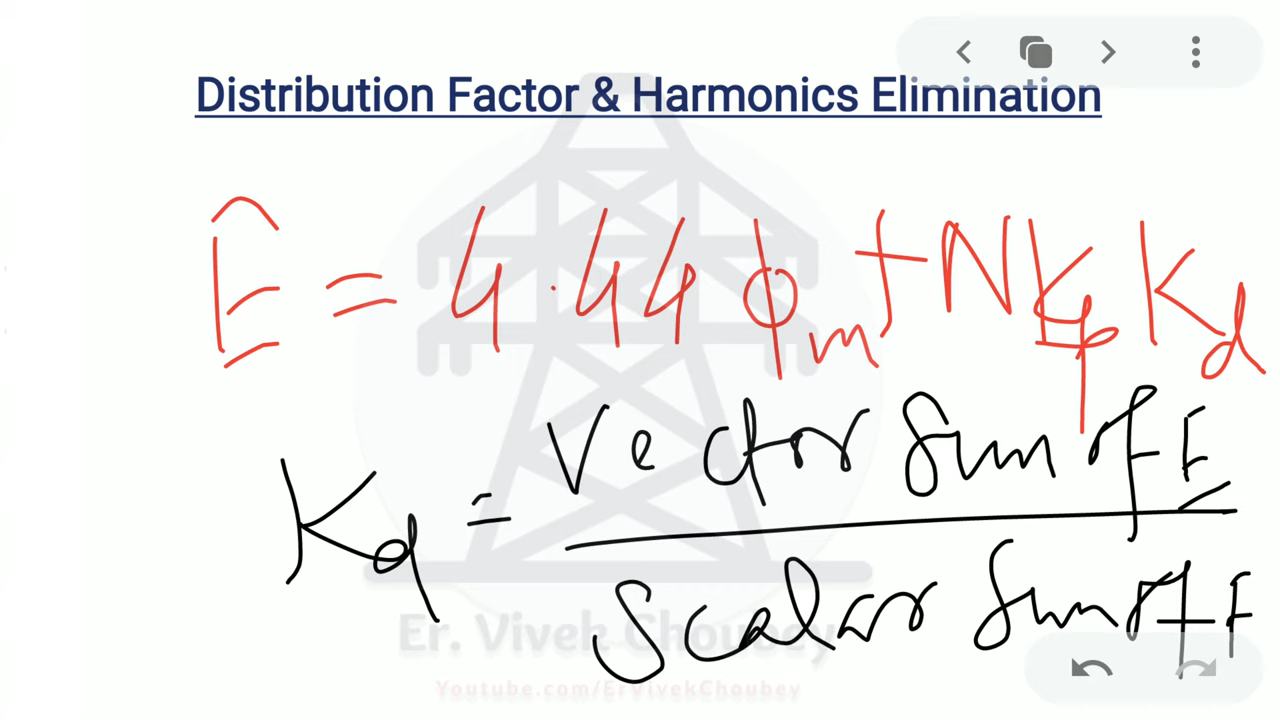 Distribution Factor & Harmonics Elimination
Ê = 4.44 ϕm f N Kp Kd
Kd = Vector Sum of E
Scalar Sum of E
Er. Vivek Choubey
Youtube.com/ErVivekChoubey